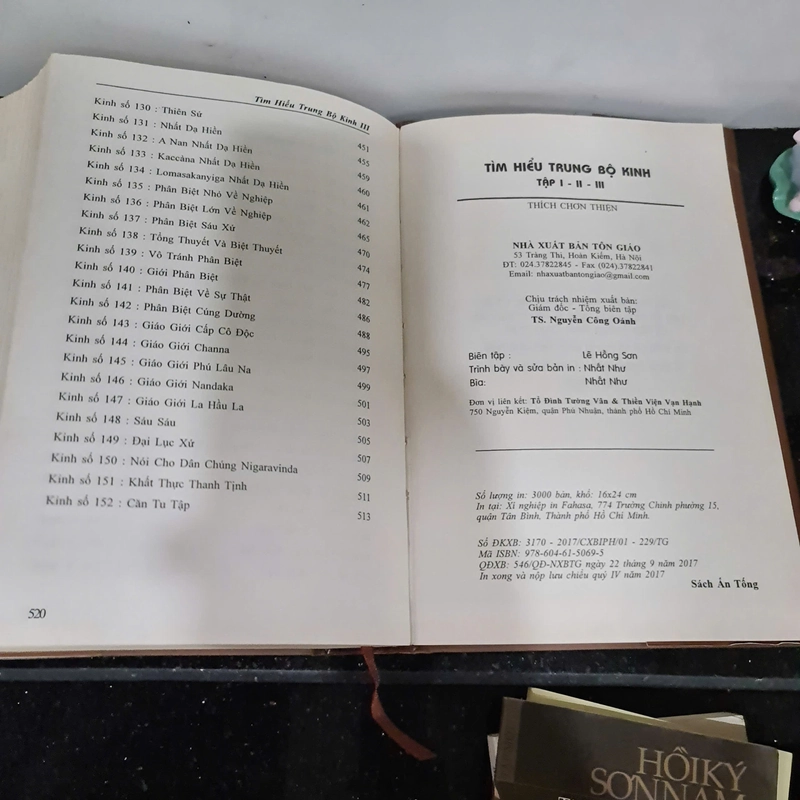 Tìm Hiểu Trung Bộ Kinh III
Kinh số 130 : Thiên Sứ 451
Kinh số 131 : Nhất Dạ Hiền 455
Kinh số 132 : A Nan Nhất Dạ Hiền 459
Kinh số 133 : Kaccàna Nhất Dạ Hiền 460
Kinh số 134 : Lomasakanyiga Nhất Dạ Hiền 461
Kinh số 135 : Phân Biệt Nhỏ Về Nghiệp 462
Kinh số 136 : Phân Biệt Lớn Về Nghiệp 465
Kinh số 137 : Phân Biệt Sáu Xứ 470
Kinh số 138 : Tổng Thuyết Và Biệt Thuyết 474
Kinh số 139 : Vô Tránh Phân Biệt 477
Kinh số 140 : Giới Phân Biệt 482
Kinh số 141 : Phân Biệt Về Sự Thật 486
Kinh số 142 : Phân Biệt Cúng Dường 488
Kinh số 143 : Giáo Giới Cấp Cô Độc 495
Kinh số 144 : Giáo Giới Channa 497
Kinh số 145 : Giáo Giới Phú Lâu Na 499
Kinh số 146 : Giáo Giới Nandaka 501
Kinh số 147 : Giáo Giới La Hầu La 503
Kinh số 148 : Sáu Sáu 505
Kinh số 149 : Đại Lục Xứ 507
Kinh số 150 : Nói Cho Dân Chúng Nigaravinda 509
Kinh số 151 : Khất Thực Thanh Tịnh 511
Kinh số 152 : Căn Tu Tập 513
520
TÌM HIỂU TRUNG BỘ KINH
TẬP I - II - III
THÍCH CHƠN THIỆN
NHÀ XUẤT BẢN TÔN GIÁO
53 Tràng Thi, Hoàn Kiếm, Hà Nội
ĐT: 024.37822845 - Fax (024).37822841
Email: nhaxuatbantongiao@gmail.com
Chịu trách nhiệm xuất bản:
Giám đốc - Tổng biên tập
TS. Nguyễn Công Oánh
Biên tập : Lê Hồng Sơn
Trình bày và sửa bản in : Nhất Như
Bìa: Nhất Như
Đơn vị liên kết: Tổ Đình Tường Vân & Thiền Viện Vạn Hạnh
750 Nguyễn Kiệm, quận Phú Nhuận, thành phố Hồ Chí Minh
Số lượng in: 3000 bản, khổ: 16x24 cm
In tại: Xí nghiệp in Fahasa, 774 Trường Chinh phường 15,
quận Tân Bình, Thành phố Hồ Chí Minh.
Số ĐKXB: 3170 - 2017/CXBIPH/01 - 229/TG
Mã ISBN: 978-604-61-5069-5
QĐXB: 546/QĐ-NXBTG ngày 22 tháng 9 năm 2017
In xong và nộp lưu chiểu quý IV năm 2017
Sách Ấn Tống
HỒI KÝ
SƠN NAM